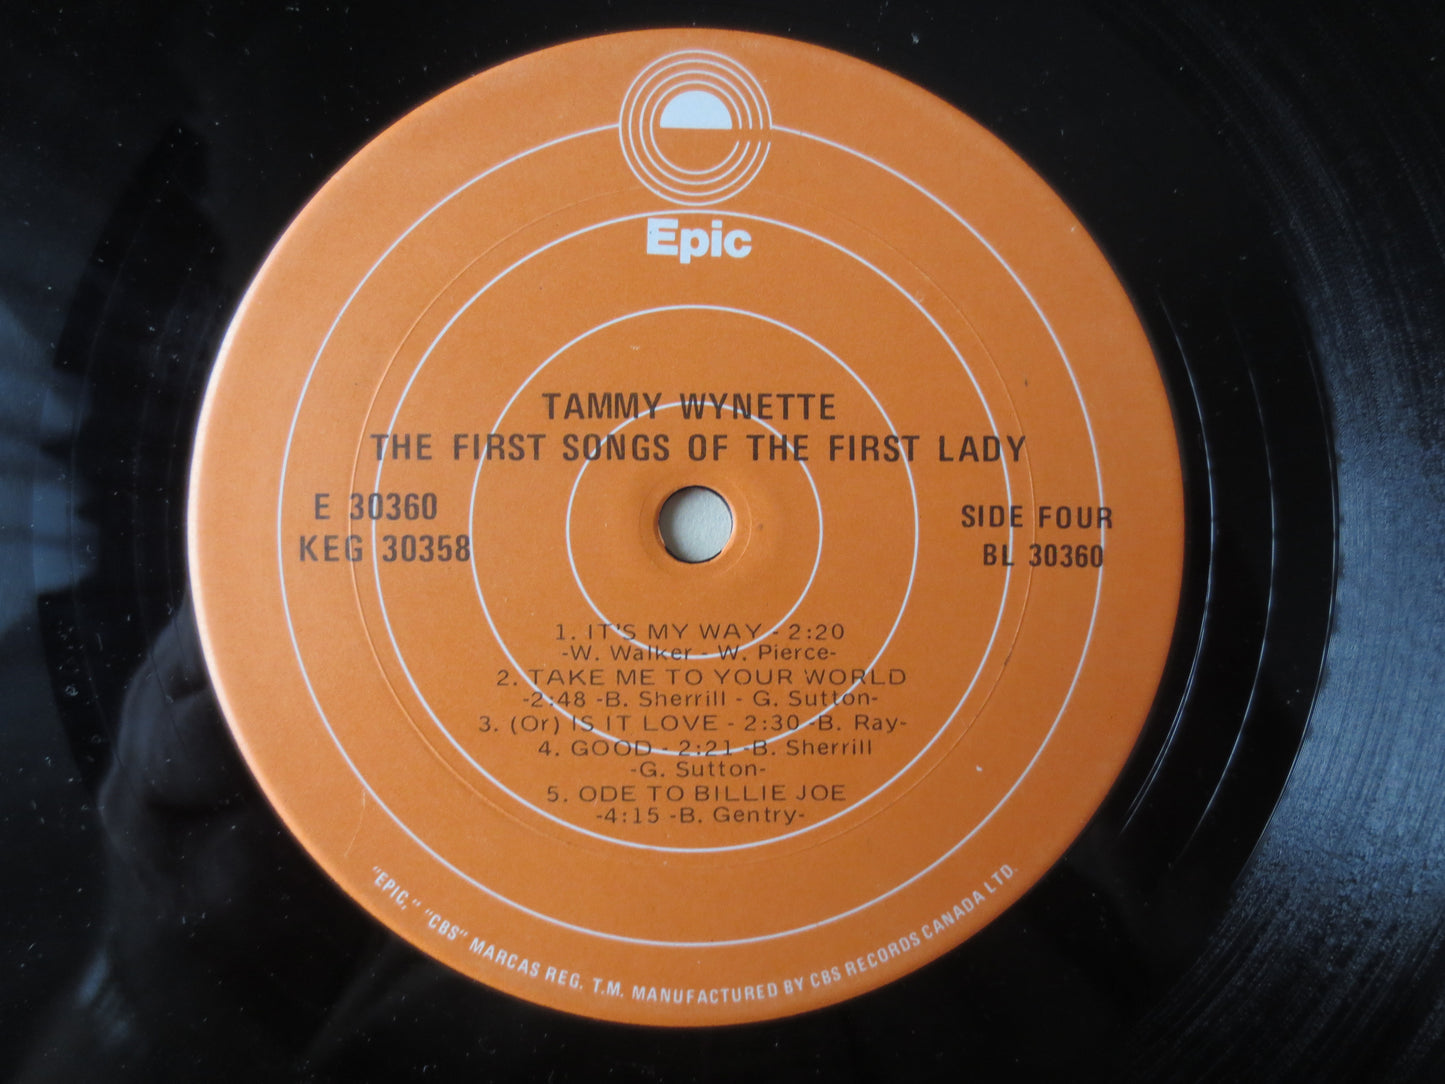 Epic
TAMMY WYNETTE
THE FIRST SONGS OF THE FIRST LADY
E 30360
KEG 30358
SIDE FOUR
BL 30360
1. IT'S MY WAY - 2:20
-W. Walker - W. Pierce-
2. TAKE ME TO YOUR WORLD
-2:48 -B. Sherrill - G. Sutton-
3. (Or) IS IT LOVE - 2:30 -B. Ray-
4. GOOD - 2:21 -B. Sherrill
-G. Sutton-
5. ODE TO BILLIE JOE
-4:15 -B. Gentry-
"EPIC," "CBS" MARCAS REG. T.M. MANUFACTURED BY CBS RECORDS CANADA LTD.